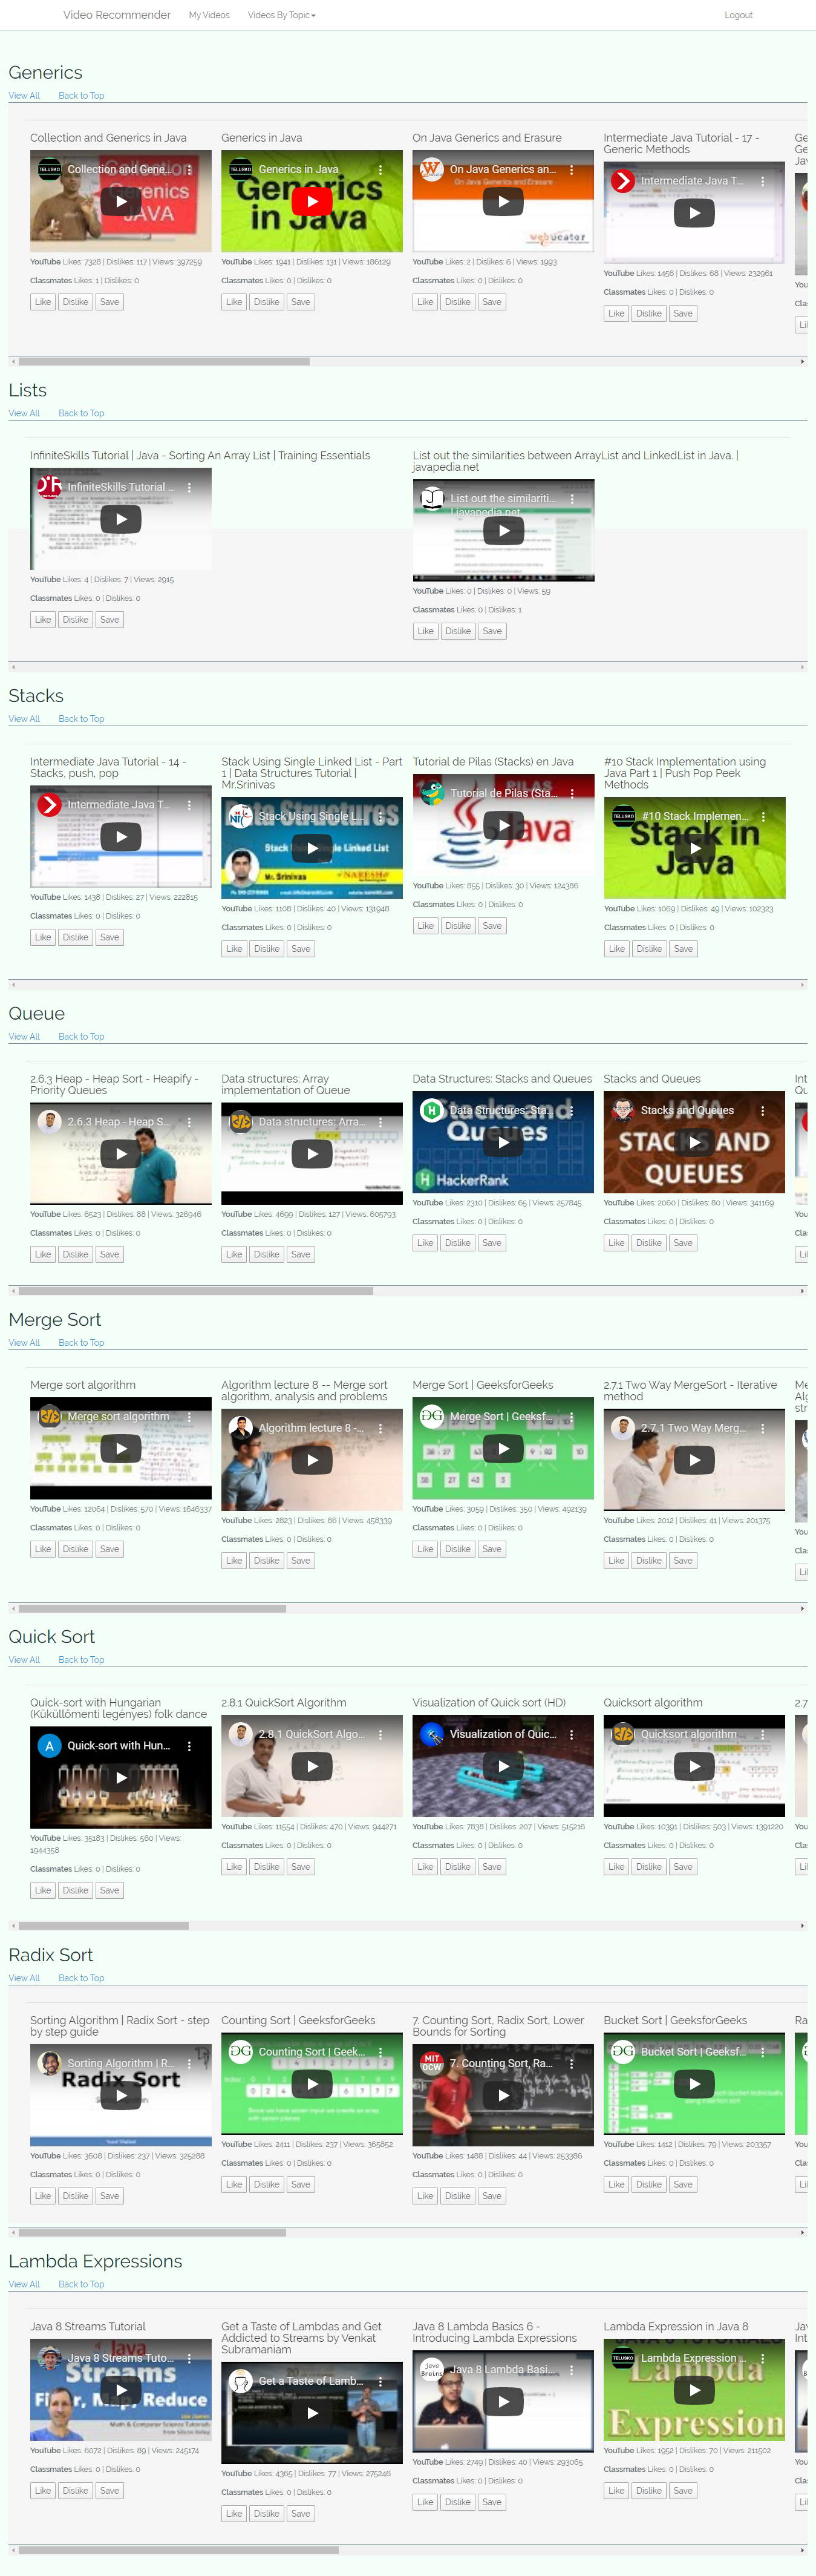 Video Recommender My Videos Videos By Topic Logout
Generics
View All Back to Top
Collection and Generics in Java
Collection and Gene...
YouTube Likes: 7328 | Dislikes: 117 | Views: 397259
Classmates Likes: 1 | Dislikes: 0
Like Dislike Save
Generics in Java
Generics in Java
YouTube Likes: 1941 | Dislikes: 131 | Views: 186129
Classmates Likes: 0 | Dislikes: 0
Like Dislike Save
On Java Generics and Erasure
On Java Generics an...
webucator
YouTube Likes: 2 | Dislikes: 6 | Views: 1993
Classmates Likes: 0 | Dislikes: 0
Like Dislike Save
Intermediate Java Tutorial - 17 -
Generic Methods
Intermediate Java T...
YouTube Likes: 1456 | Dislikes: 68 | Views: 232961
Classmates Likes: 0 | Dislikes: 0
Like Dislike Save
Lists
View All Back to Top
InfiniteSkills Tutorial | Java - Sorting An Array List | Training Essentials
InfiniteSkills Tutorial ...
YouTube Likes: 4 | Dislikes: 7 | Views: 2915
Classmates Likes: 0 | Dislikes: 0
Like Dislike Save
List out the similarities between ArrayList and LinkedList in Java. |
javapedia.net
List out the similariti...
| javapedia.net
YouTube Likes: 0 | Dislikes: 0 | Views: 59
Classmates Likes: 0 | Dislikes: 1
Like Dislike Save
Stacks
View All Back to Top
Intermediate Java Tutorial - 14 -
Stacks, push, pop
Intermediate Java T...
YouTube Likes: 1438 | Dislikes: 27 | Views: 222815
Classmates Likes: 0 | Dislikes: 0
Like Dislike Save
Stack Using Single Linked List - Part
1 | Data Structures Tutorial |
Mr.Srinivas
Stack Using Single L...
Mr. Srinivas
YouTube Likes: 1108 | Dislikes: 40 | Views: 131948
Classmates Likes: 0 | Dislikes: 0
Like Dislike Save
Tutorial de Pilas (Stacks) en Java
Tutorial de Pilas (Sta...
YouTube Likes: 855 | Dislikes: 30 | Views: 124386
Classmates Likes: 0 | Dislikes: 0
Like Dislike Save
#10 Stack Implementation using
Java Part 1 | Push Pop Peek
Methods
#10 Stack Implemen...
Stack in
Java
YouTube Likes: 1069 | Dislikes: 49 | Views: 102323
Classmates Likes: 0 | Dislikes: 0
Like Dislike Save
Queue
View All Back to Top
2.6.3 Heap - Heap Sort - Heapify -
Priority Queues
2.6.3 Heap - Heap S...
YouTube Likes: 6523 | Dislikes: 88 | Views: 326946
Classmates Likes: 0 | Dislikes: 0
Like Dislike Save
Data structures: Array
implementation of Queue
Data structures: Arra...
YouTube Likes: 4699 | Dislikes: 127 | Views: 605793
Classmates Likes: 0 | Dislikes: 0
Like Dislike Save
Data Structures: Stacks and Queues
Data Structures: Sta...
Queues
HackerRank
YouTube Likes: 2310 | Dislikes: 65 | Views: 257845
Classmates Likes: 0 | Dislikes: 0
Like Dislike Save
Stacks and Queues
Stacks and Queues
STACKS AND
QUEUES
YouTube Likes: 2060 | Dislikes: 80 | Views: 341169
Classmates Likes: 0 | Dislikes: 0
Like Dislike Save
Merge Sort
View All Back to Top
Merge sort algorithm
Merge sort algorithm
YouTube Likes: 12064 | Dislikes: 570 | Views: 1646337
Classmates Likes: 0 | Dislikes: 0
Like Dislike Save
Algorithm lecture 8 -- Merge sort
algorithm, analysis and problems
Algorithm lecture 8 -...
YouTube Likes: 2823 | Dislikes: 86 | Views: 458339
Classmates Likes: 0 | Dislikes: 0
Like Dislike Save
Merge Sort | GeeksforGeeks
Merge Sort | Geeksf...
YouTube Likes: 3059 | Dislikes: 350 | Views: 492139
Classmates Likes: 0 | Dislikes: 0
Like Dislike Save
2.7.1 Two Way MergeSort - Iterative
method
2.7.1 Two Way Merg...
YouTube Likes: 2012 | Dislikes: 41 | Views: 201375
Classmates Likes: 0 | Dislikes: 0
Like Dislike Save
Quick Sort
View All Back to Top
Quick-sort with Hungarian
(Küküllőmenti legényes) folk dance
Quick-sort with Hun...
YouTube Likes: 35183 | Dislikes: 560 | Views:
1944358
Classmates Likes: 0 | Dislikes: 0
Like Dislike Save
2.8.1 QuickSort Algorithm
2.8.1 QuickSort Algo...
YouTube Likes: 11554 | Dislikes: 470 | Views: 944271
Classmates Likes: 0 | Dislikes: 0
Like Dislike Save
Visualization of Quick sort (HD)
Visualization of Quic...
YouTube Likes: 7838 | Dislikes: 207 | Views: 515216
Classmates Likes: 0 | Dislikes: 0
Like Dislike Save
Quicksort algorithm
Quicksort algorithm
YouTube Likes: 10391 | Dislikes: 503 | Views: 1391220
Classmates Likes: 0 | Dislikes: 0
Like Dislike Save
Radix Sort
View All Back to Top
Sorting Algorithm | Radix Sort - step
by step guide
Sorting Algorithm | R...
Radix Sort
YouTube Likes: 3608 | Dislikes: 237 | Views: 325288
Classmates Likes: 0 | Dislikes: 0
Like Dislike Save
Counting Sort | GeeksforGeeks
Counting Sort | Geek...
YouTube Likes: 2411 | Dislikes: 237 | Views: 365852
Classmates Likes: 0 | Dislikes: 0
Like Dislike Save
7. Counting Sort, Radix Sort, Lower
Bounds for Sorting
7. Counting Sort, Ra...
YouTube Likes: 1488 | Dislikes: 44 | Views: 253386
Classmates Likes: 0 | Dislikes: 0
Like Dislike Save
Bucket Sort | GeeksforGeeks
Bucket Sort | Geeksf...
YouTube Likes: 1412 | Dislikes: 79 | Views: 203357
Classmates Likes: 0 | Dislikes: 0
Like Dislike Save
Lambda Expressions
View All Back to Top
Java 8 Streams Tutorial
Java 8 Streams Tuto...
YouTube Likes: 6072 | Dislikes: 89 | Views: 245174
Classmates Likes: 0 | Dislikes: 0
Like Dislike Save
Get a Taste of Lambdas and Get
Addicted to Streams by Venkat
Subramaniam
Get a Taste of Lamb...
YouTube Likes: 4365 | Dislikes: 77 | Views: 275246
Classmates Likes: 0 | Dislikes: 0
Like Dislike Save
Java 8 Lambda Basics 6 -
Introducing Lambda Expressions
Java 8 Lambda Basi...
YouTube Likes: 2749 | Dislikes: 40 | Views: 293065
Classmates Likes: 0 | Dislikes: 0
Like Dislike Save
Lambda Expression in Java 8
Lambda Expression ...
Lambda
Expression
YouTube Likes: 1952 | Dislikes: 70 | Views: 211502
Classmates Likes: 0 | Dislikes: 0
Like Dislike Save